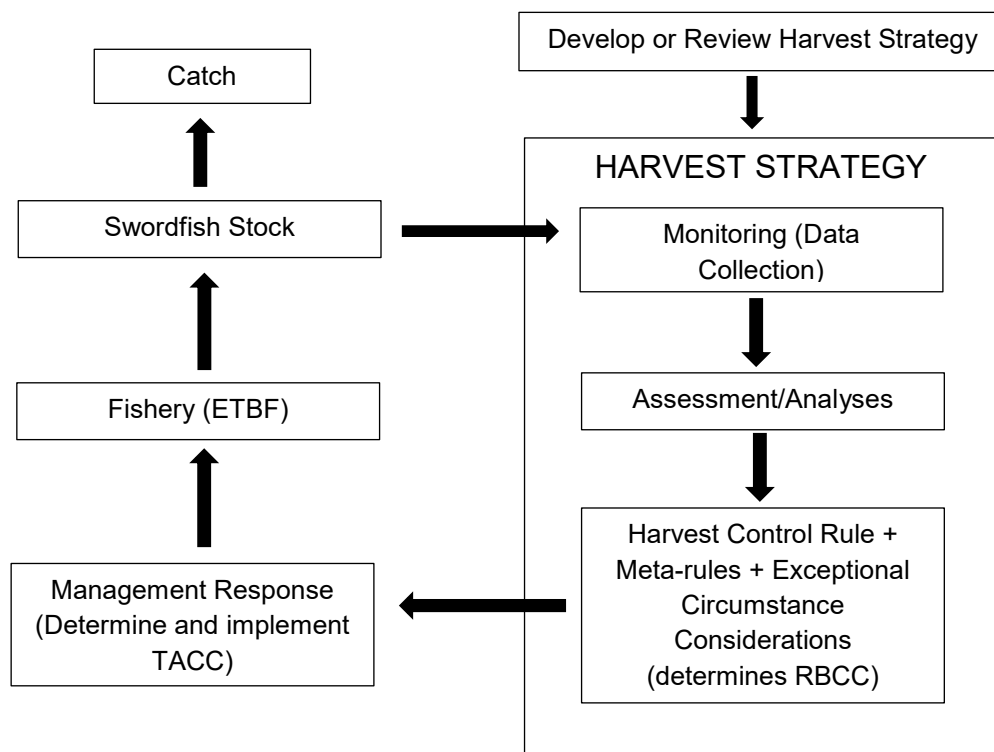 Develop or Review Harvest Strategy
Catch
HARVEST STRATEGY
Swordfish Stock
Monitoring (Data
Collection)
Fishery (ETBF)
Assessment/Analyses
Harvest Control Rule +
Meta-rules + Exceptional
Circumstance
Considerations
(determines RBCC)
Management Response
(Determine and implement
TACC)